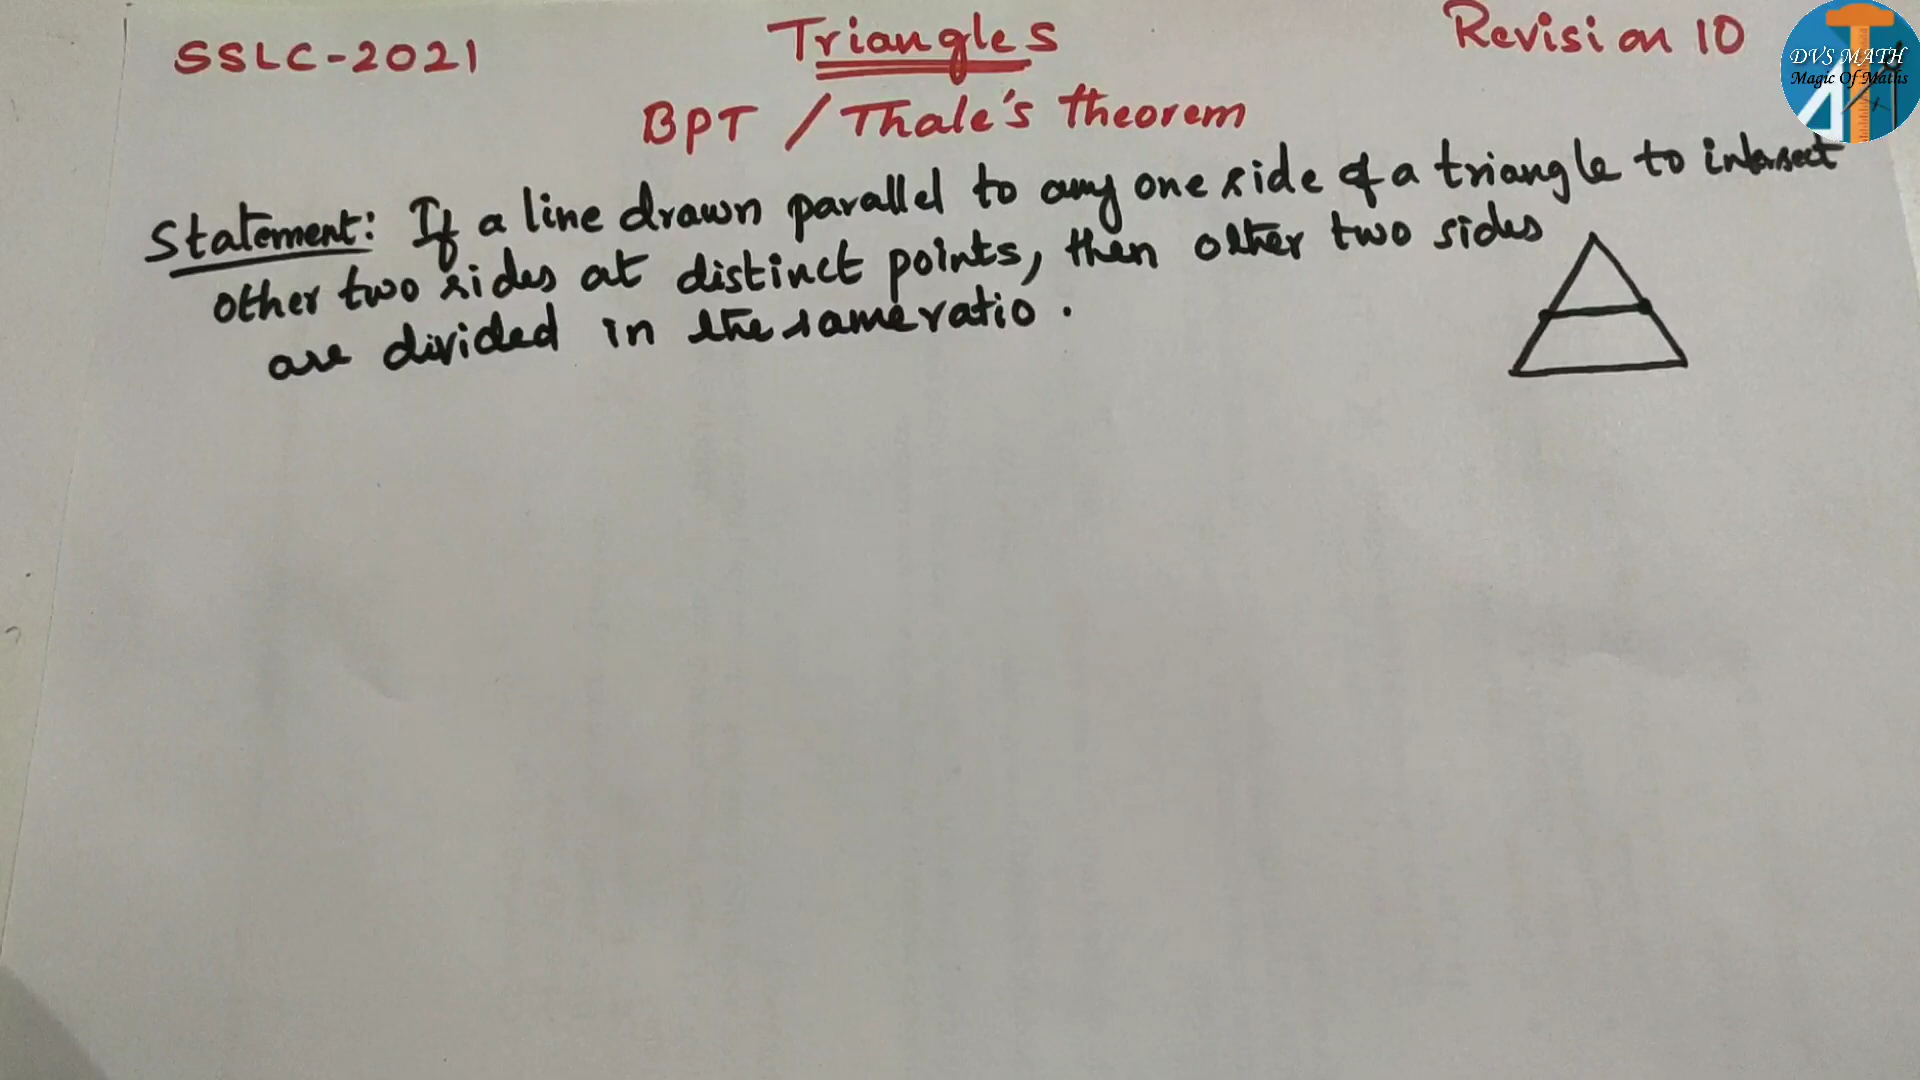 SSLC-2021
Triangles
Revision 10
DVS MATH
Magic Of Maths
BPT / Thale's theorem
Statement: If a line drawn parallel to any one side of a triangle to intersect
other two sides at distinct points, then other two sides
are divided in the same ratio.